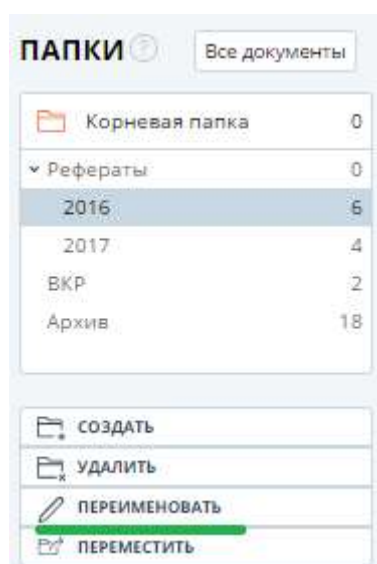 ПАПКИ ? Все документы
Корневая папка 0
Рефераты 0
2016 6
2017 4
ВКР 2
Архив 18
СОЗДАТЬ
УДАЛИТЬ
ПЕРЕИМЕНОВАТЬ
ПЕРЕМЕСТИТЬ